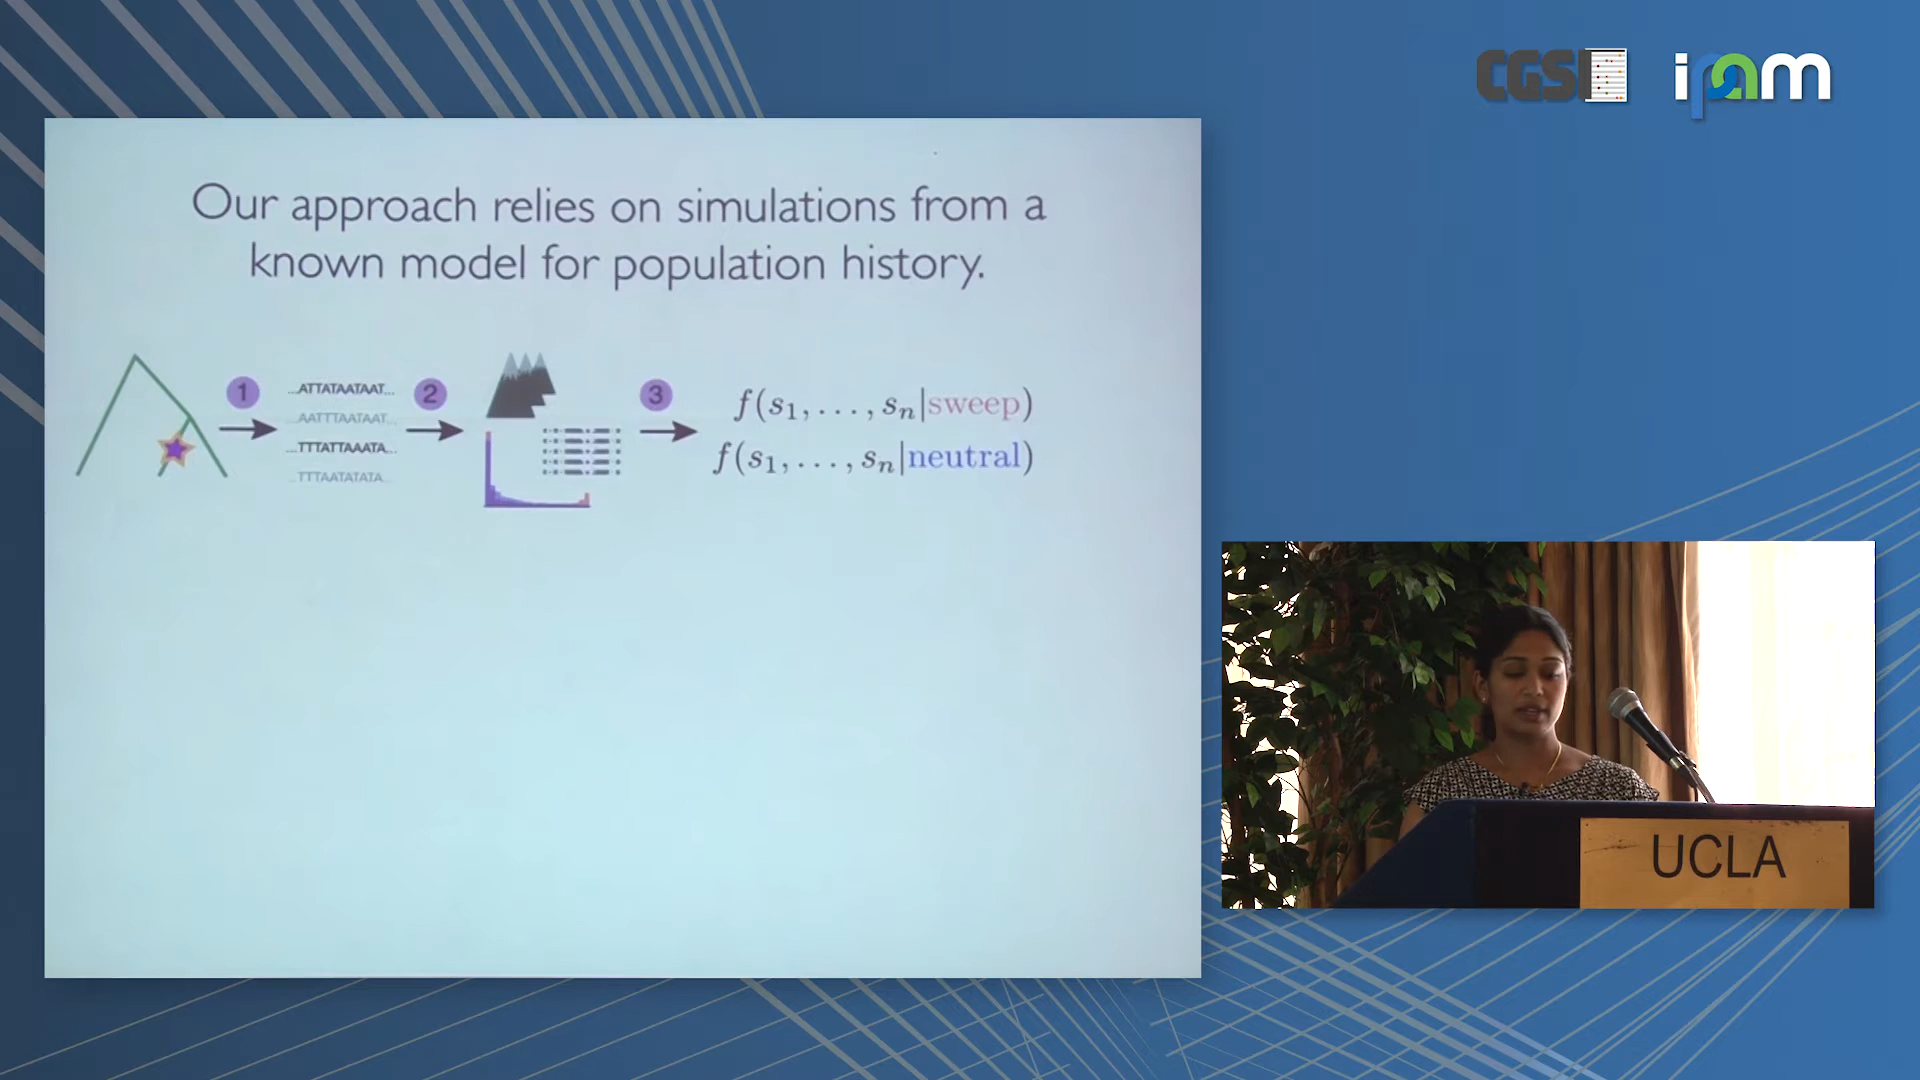 CGSI
ipam
Our approach relies on simulations from a
known model for population history.
1
...ATTATAATAAT...
...AATTTAATAAT...
...TTTATTAAATA...
...TTTAATATATA...
2
3
f(s₁, . . . , sₙ|sweep)
f(s₁, . . . , sₙ|neutral)
UCLA